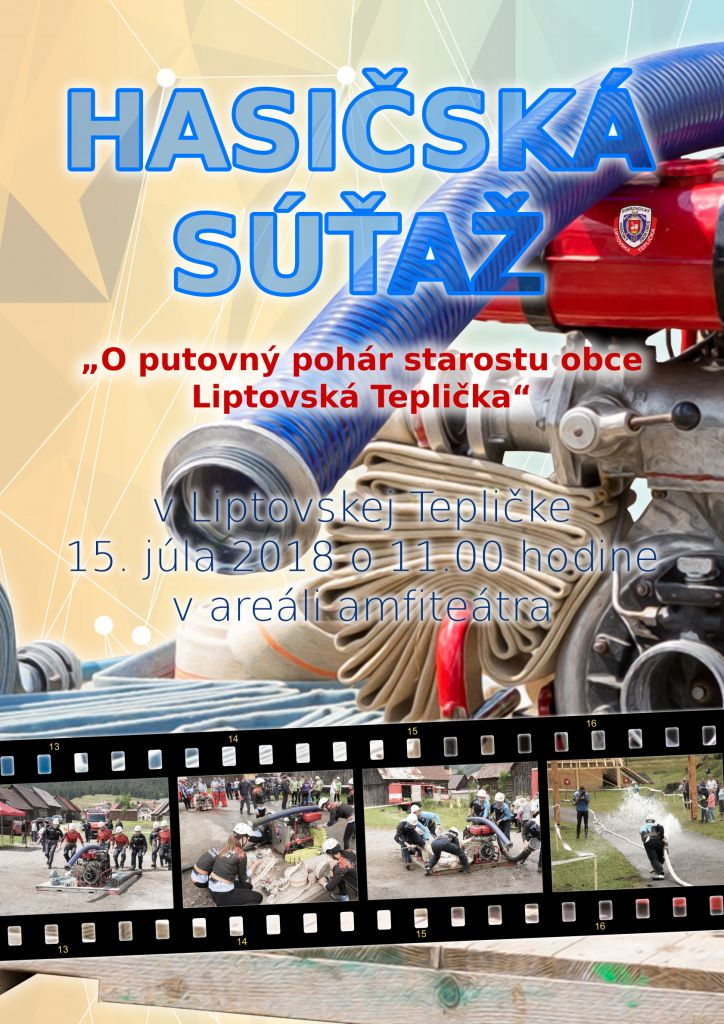 HASIČSKÁ
SÚŤAŽ
„O putovný pohár starostu obce
Liptovská Teplička“
v Liptovskej Tepličke
15. júla 2018 o 11.00 hodine
v areáli amfiteátra
13 14 15 16
13 14 15 16